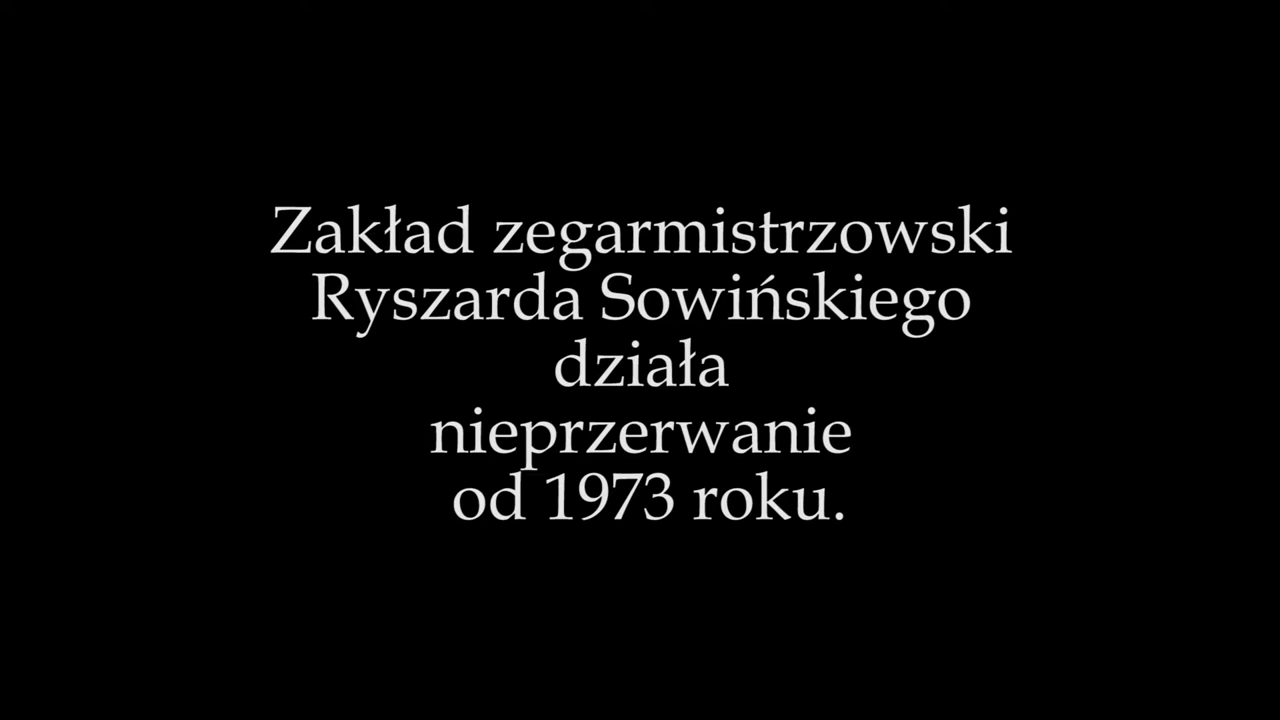 Zakład zegarmistrzowski
Ryszarda Sowińskiego
działa
nieprzerwanie
od 1973 roku.